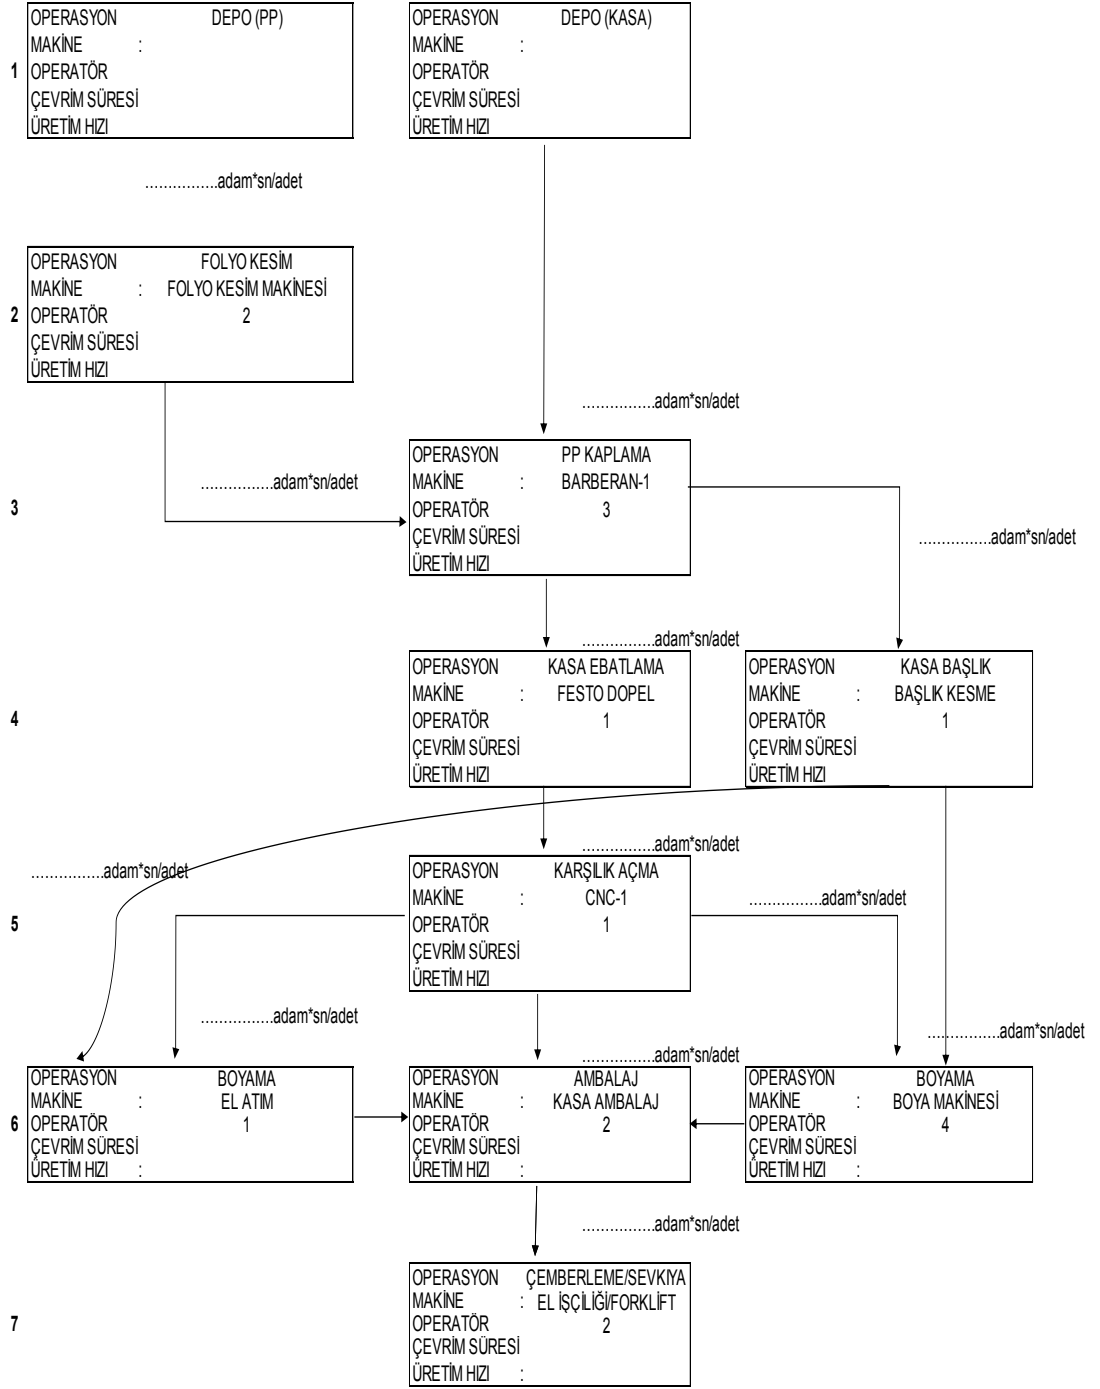 OPERASYON DEPO (PP)
MAKİNE :
1 OPERATÖR
ÇEVRİM SÜRESİ
ÜRETİM HIZI
OPERASYON DEPO (KASA)
MAKİNE :
OPERATÖR
ÇEVRİM SÜRESİ
ÜRETİM HIZI
................adam*sn/adet
OPERASYON FOLYO KESİM
MAKİNE : FOLYO KESİM MAKİNESİ
2 OPERATÖR 2
ÇEVRİM SÜRESİ
ÜRETİM HIZI
................adam*sn/adet
................adam*sn/adet
3
OPERASYON PP KAPLAMA
MAKİNE : BARBERAN-1
OPERATÖR 3
ÇEVRİM SÜRESİ
ÜRETİM HIZI
................adam*sn/adet
................adam*sn/adet
4
OPERASYON KASA EBATLAMA
MAKİNE : FESTO DOPEL
OPERATÖR 1
ÇEVRİM SÜRESİ
ÜRETİM HIZI
OPERASYON KASA BAŞLIK
MAKİNE : BAŞLIK KESME
OPERATÖR 1
ÇEVRİM SÜRESİ
ÜRETİM HIZI
................adam*sn/adet
................adam*sn/adet
5
OPERASYON KARŞILIK AÇMA
MAKİNE : CNC-1
OPERATÖR 1
ÇEVRİM SÜRESİ
ÜRETİM HIZI
................adam*sn/adet
................adam*sn/adet
................adam*sn/adet
................adam*sn/adet
OPERASYON BOYAMA
MAKİNE : EL ATIM
6 OPERATÖR 1
ÇEVRİM SÜRESİ
ÜRETİM HIZI :
OPERASYON AMBALAJ
MAKİNE : KASA AMBALAJ
OPERATÖR 2
ÇEVRİM SÜRESİ
ÜRETİM HIZI :
OPERASYON BOYAMA
MAKİNE : BOYA MAKİNESİ
OPERATÖR 4
ÇEVRİM SÜRESİ
ÜRETİM HIZI :
................adam*sn/adet
7
OPERASYON ÇEMBERLEME/SEVKIYA
MAKİNE : EL İŞÇİLİĞİ/FORKLİFT
OPERATÖR 2
ÇEVRİM SÜRESİ
ÜRETİM HIZI :